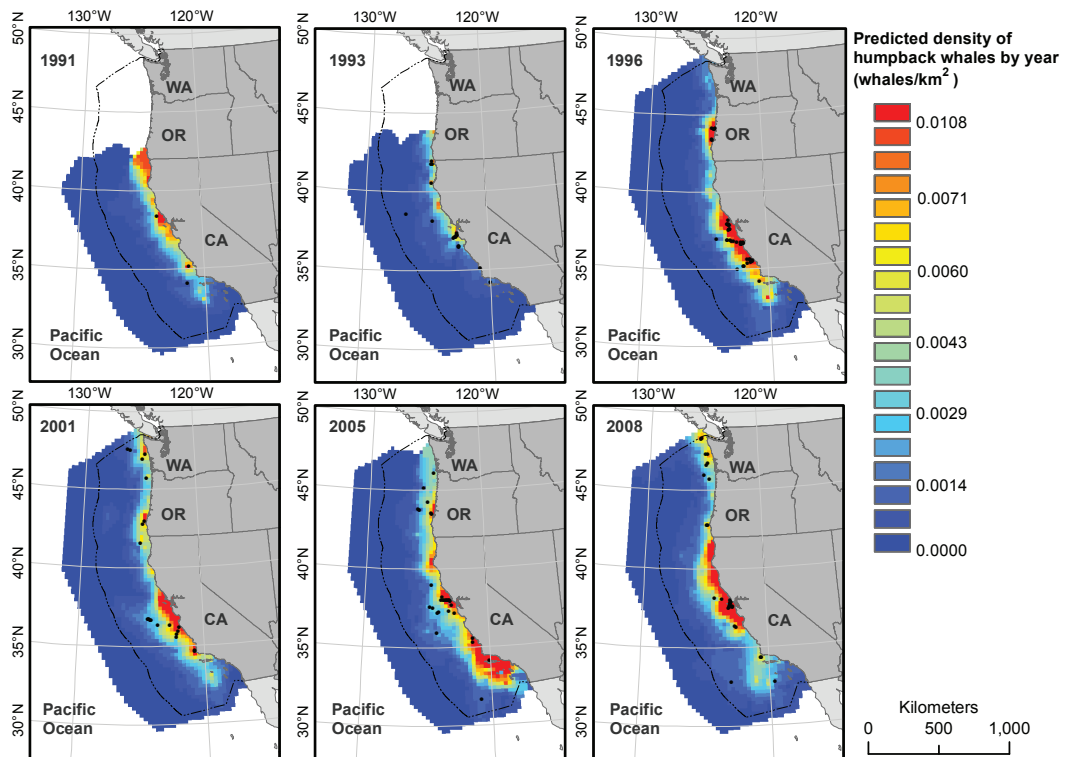 130°W 120°W
50°N
45°N
40°N
35°N
30°N
1991
WA
OR
CA
Pacific
Ocean
130°W 120°W
50°N
45°N
40°N
35°N
30°N
1993
WA
OR
CA
Pacific
Ocean
130°W 120°W
50°N
45°N
40°N
35°N
30°N
1996
WA
OR
CA
Pacific
Ocean
Predicted density of
humpback whales by year
(whales/km²)
0.0108
0.0071
0.0060
0.0043
0.0029
0.0014
0.0000
130°W 120°W
50°N
45°N
40°N
35°N
30°N
2001
WA
OR
CA
Pacific
Ocean
130°W 120°W
50°N
45°N
40°N
35°N
30°N
2005
WA
OR
CA
Pacific
Ocean
130°W 120°W
50°N
45°N
40°N
35°N
30°N
2008
WA
OR
CA
Pacific
Ocean
Kilometers
0 500 1,000